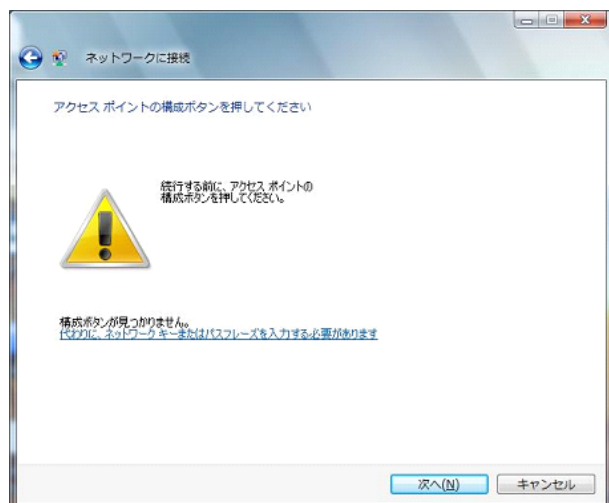 ネットワークに接続
アクセス ポイントの構成ボタンを押してください
続行する前に、アクセス ポイントの
構成ボタンを押してください。
構成ボタンが見つかりません。
代わりに、ネットワーク キーまたはパスフレーズを入力する必要があります
次へ(N)
キャンセル